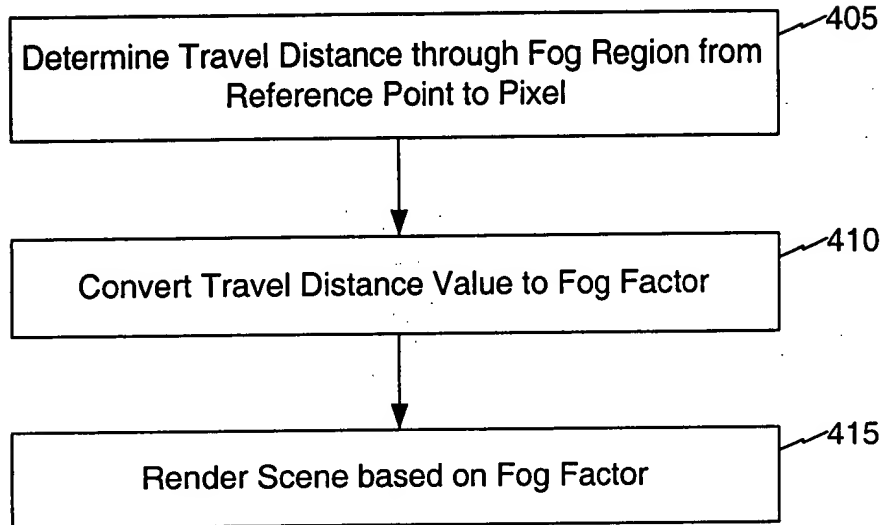 405
Determine Travel Distance through Fog Region from
Reference Point to Pixel
410
Convert Travel Distance Value to Fog Factor
415
Render Scene based on Fog Factor